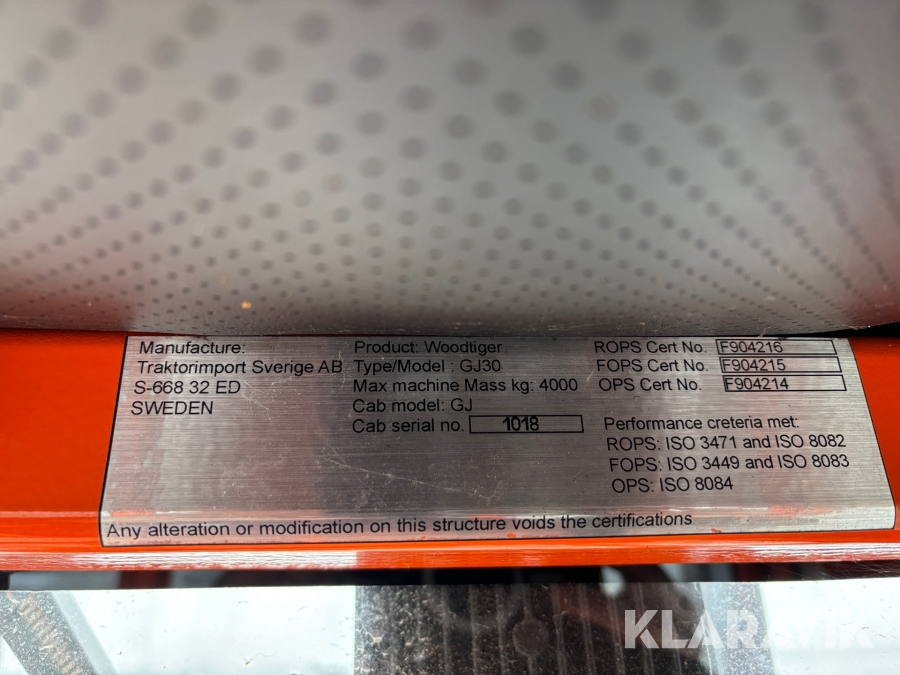 Manufacture:
Traktorimport Sverige AB
S-668 32 ED
SWEDEN
Product: Woodtiger
Type/Model : GJ30
Max machine Mass kg: 4000
Cab model: GJ
Cab serial no. 1018
ROPS Cert No. F904216
FOPS Cert No. F904215
OPS Cert No. F904214
Performance creteria met:
ROPS: ISO 3471 and ISO 8082
FOPS: ISO 3449 and ISO 8083
OPS: ISO 8084
Any alteration or modification on this structure voids the certifications
KLARAVIK